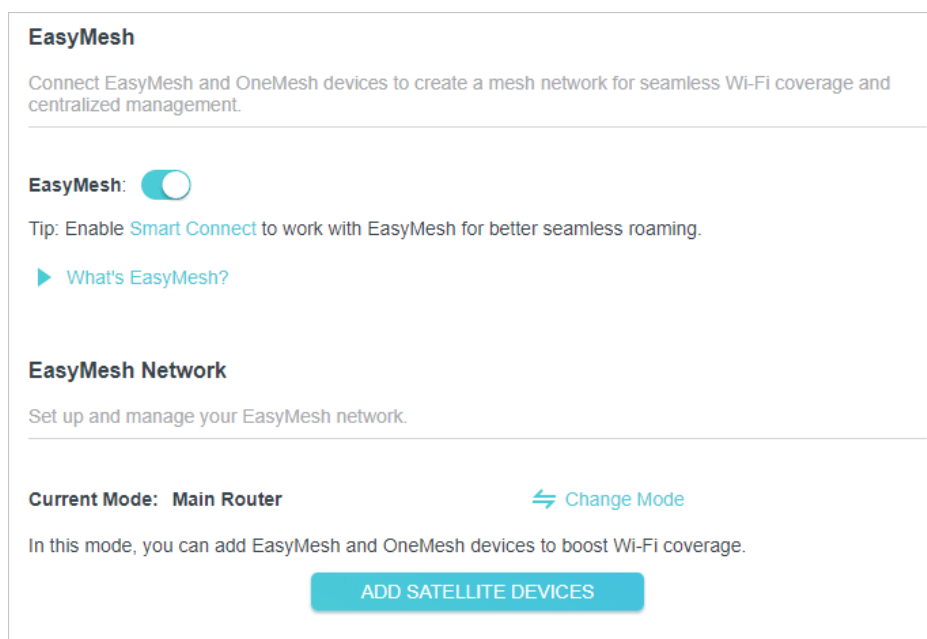 EasyMesh
Connect EasyMesh and OneMesh devices to create a mesh network for seamless Wi-Fi coverage and
centralized management.
EasyMesh:
Tip: Enable Smart Connect to work with EasyMesh for better seamless roaming.
What's EasyMesh?
EasyMesh Network
Set up and manage your EasyMesh network.
Current Mode: Main Router Change Mode
In this mode, you can add EasyMesh and OneMesh devices to boost Wi-Fi coverage.
ADD SATELLITE DEVICES